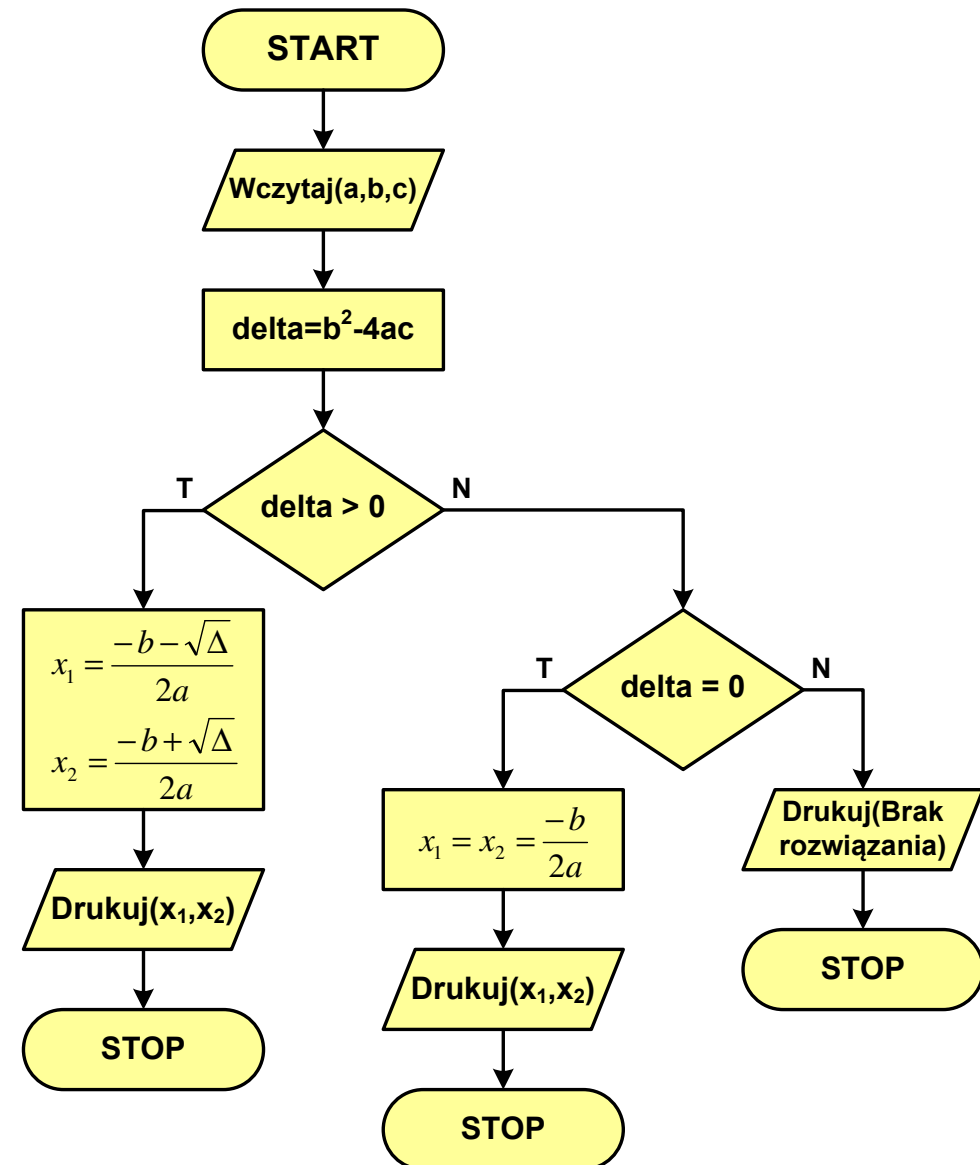 START
Wczytaj(a,b,c)
delta=b²-4ac
T
delta > 0
N
x₁ = (-b - √Δ) / 2a
x₂ = (-b + √Δ) / 2a
Drukuj(x₁,x₂)
STOP
T
delta = 0
N
x₁ = x₂ = -b / 2a
Drukuj(x₁,x₂)
STOP
Drukuj(Brak
rozwiązania)
STOP